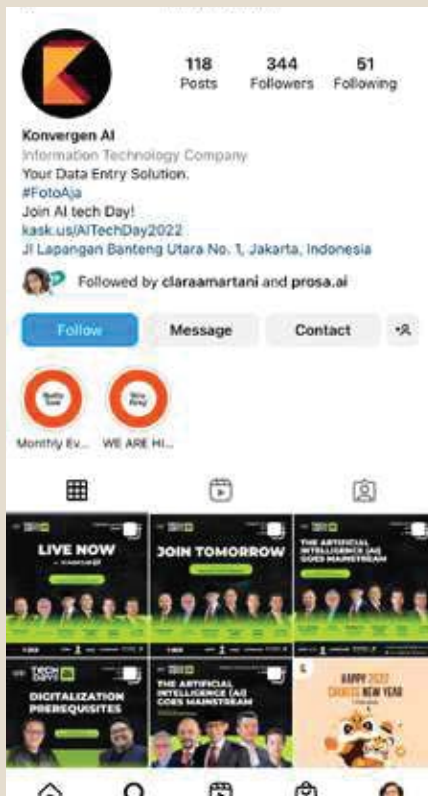 118 344 51
Posts Followers Following
Konvergen AI
Information Technology Company
Your Data Entry Solution.
#FotoAja
Join AI tech Day!
kask.us/AITechDay2022
Jl Lapangan Banteng Utara No. 1, Jakarta, Indonesia
Followed by claraamartani and prosa.ai
Follow Message Contact
Monthly Ev... WE ARE HI...
LIVE NOW
JOIN TOMORROW
THE ARTIFICIAL
INTELLIGENCE (AI)
GOES MAINSTREAM
TECH
DAY!
DIGITALIZATION
PREREQUISITES
THE ARTIFICIAL
INTELLIGENCE (AI)
GOES MAINSTREAM
HAPPY 2022
CHINESE NEW YEAR